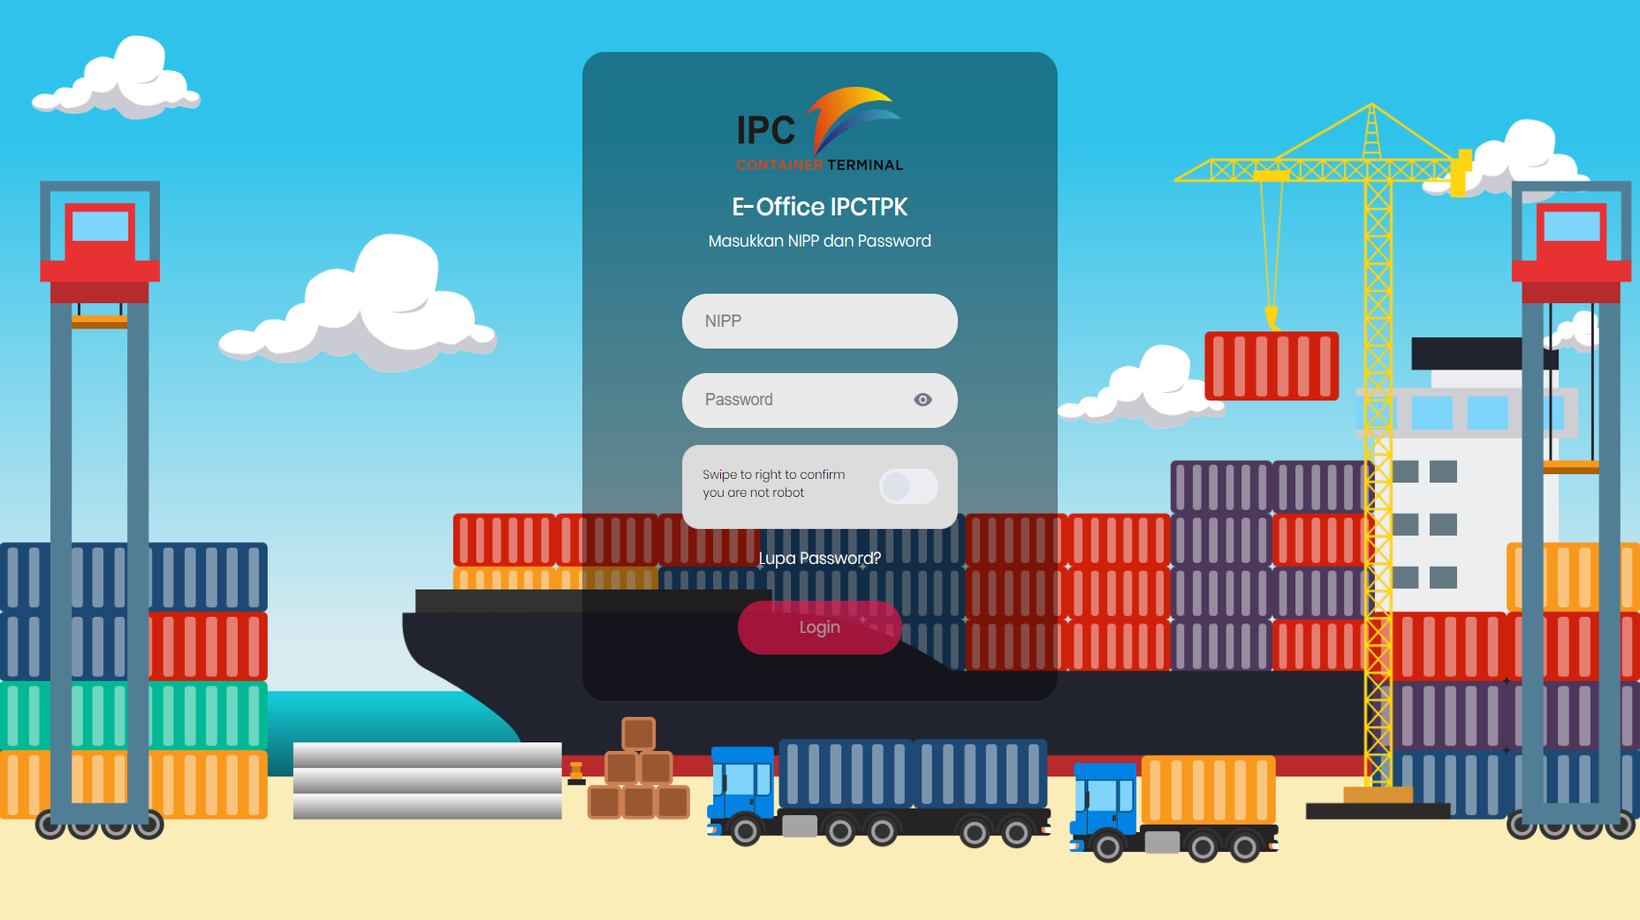 IPC
CONTAINER TERMINAL
E-Office IPCTPK
Masukkan NIPP dan Password
NIPP
Password
Swipe to right to confirm
you are not robot
Lupa Password?
Login